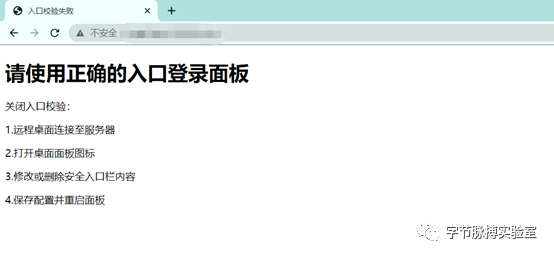 入口校验失败
不安全
请使用正确的入口登录面板
关闭入口校验：
1.远程桌面连接至服务器
2.打开桌面面板图标
3.修改或删除安全入口栏内容
4.保存配置并重启面板
字节脉搏实验室